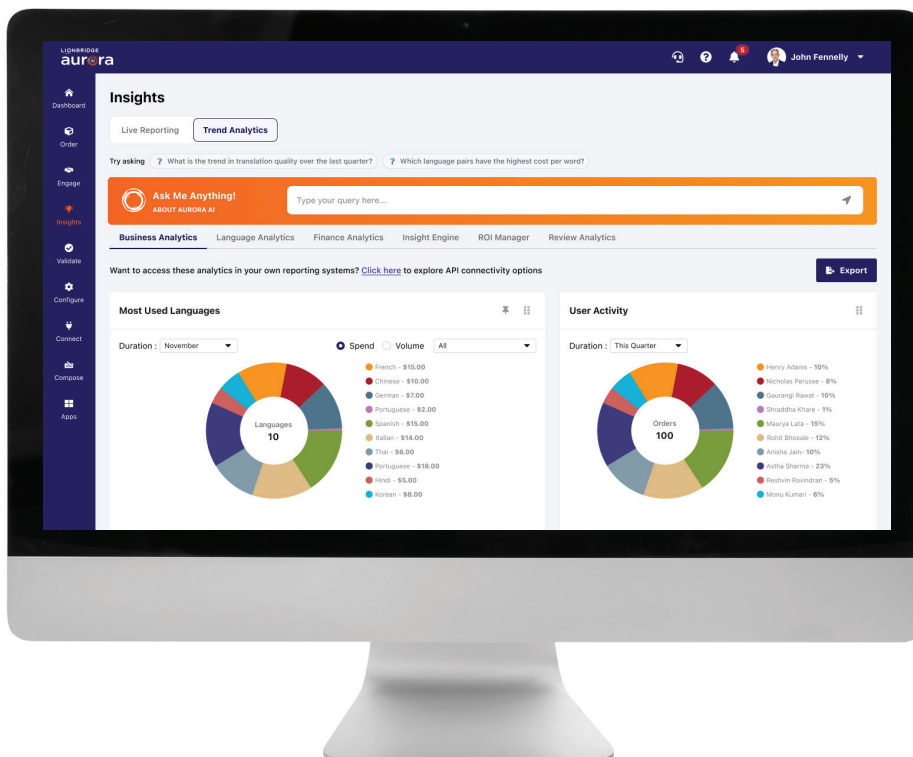 LIONBRIDGE
aurora
5
John Fennelly
Dashboard
Order
Engage
Insights
Validate
Configure
Connect
Compose
Apps
Insights
Live Reporting Trend Analytics
Try asking ? What is the trend in translation quality over the last quarter? ? Which language pairs have the highest cost per word?
Ask Me Anything!
ABOUT AURORA AI
Type your query here...
Business Analytics Language Analytics Finance Analytics Insight Engine ROI Manager Review Analytics
Want to access these analytics in your own reporting systems? Click here to explore API connectivity options
Export
Most Used Languages
Duration : November Spend Volume All
Languages
10
French - $15.00
Chinese - $10.00
German - $7.00
Portuguese - $2.00
Spanish - $15.00
Italian - $14.00
Thai - $6.00
Portuguese - $18.00
Hindi - $5.00
Korean - $8.00
User Activity
Duration : This Quarter
Orders
100
Henry Adams - 10%
Nicholas Perusse - 8%
Gaurangi Rawat - 10%
Shraddha Khare - 1%
Maurya Lata - 15%
Rohit Bhosale - 12%
Anisha Jain- 10%
Astha Sharma - 23%
Reshvin Ravindran - 5%
Monu Kumari - 6%